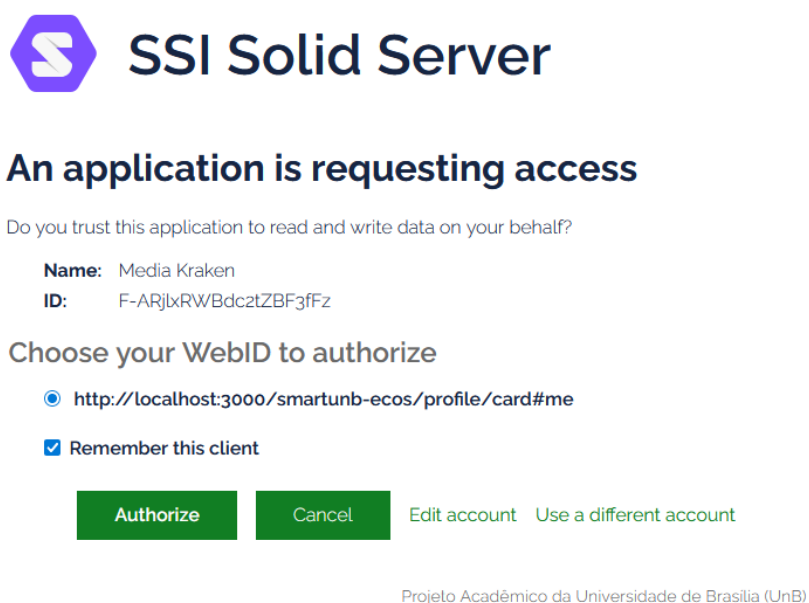 SSI Solid Server
An application is requesting access
Do you trust this application to read and write data on your behalf?
Name: Media Kraken
ID: F-ARjlxRWBdc2tZBF3fFz
Choose your WebID to authorize
http://localhost:3000/smartunb-ecos/profile/card#me
Remember this client
Authorize Cancel Edit account Use a different account
Projeto Acadêmico da Universidade de Brasília (UnB)